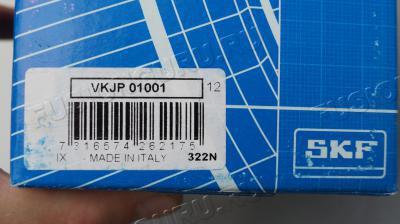 VKJP 01001
12
7 316574 262175
IX - MADE IN ITALY 322N
SKF